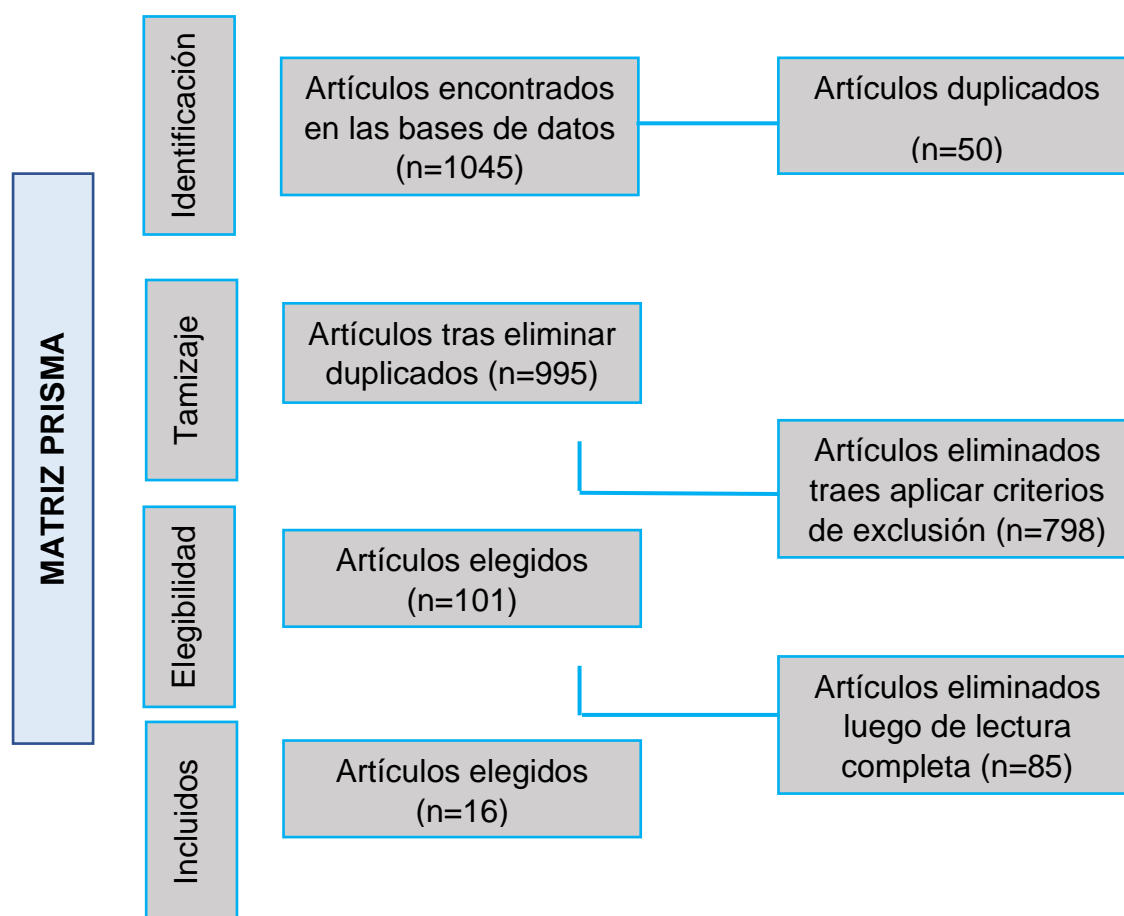 MATRIZ PRISMA
Identificación
Artículos encontrados
en las bases de datos
(n=1045)
Artículos duplicados
(n=50)
Tamizaje
Artículos tras eliminar
duplicados (n=995)
Artículos eliminados
traes aplicar criterios
de exclusión (n=798)
Elegibilidad
Artículos elegidos
(n=101)
Artículos eliminados
luego de lectura
completa (n=85)
Incluidos
Artículos elegidos
(n=16)